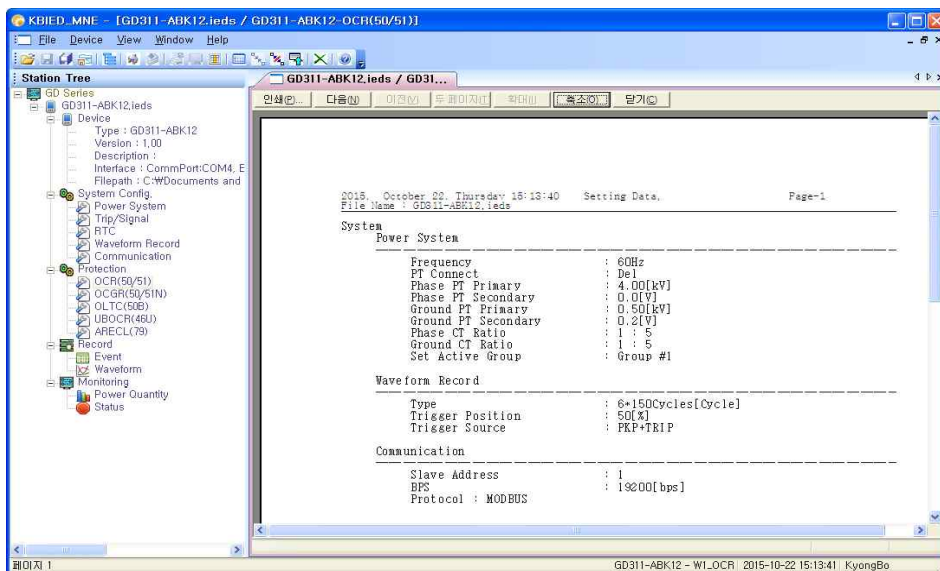 KBIED_MNE - [GD311-ABK12.ieds / GD311-ABK12-OCR(50/51)]
File Device View Window Help
Station Tree
GD311-ABK12.ieds / GD31...
GD Series
GD311-ABK12.ieds
Device
Type : GD311-ABK12
Version : 1.00
Description :
Interface : CommPort:COM4, E
Filepath : C:₩Documents and
System Config.
Power System
Trip/Signal
RTC
Waveform Record
Communication
Protection
OCR(50/51)
OCGR(50/51N)
OLTC(50B)
UBOCR(46U)
ARECL(79)
Record
Event
Waveform
Monitoring
Power Quantity
Status
인쇄(P)... 다음(N) 이전(V) 두 페이지(T) 확대(I) 축소(O) 닫기(C)
2015. October 22. Thursday 15:13:40 Setting Data. Page-1
File Name : GD311-ABK12.ieds
System
Power System
Frequency : 60Hz
PT Connect : Del
Phase PT Primary : 4.00[kV]
Phase PT Secondary : 0.0[V]
Ground PT Primary : 0.50[kV]
Ground PT Secondary : 0.2[V]
Phase CT Ratio : 1 : 5
Ground CT Ratio : 1 : 5
Set Active Group : Group #1
Waveform Record
Type : 6*150Cycles[Cycle]
Trigger Position : 50[%]
Trigger Source : PKP+TRIP
Communication
Slave Address : 1
BPS : 19200[bps]
Protocol : MODBUS
페이지 1
GD311-ABK12 - W1_OCR 2015-10-22 15:13:41 KyongBo